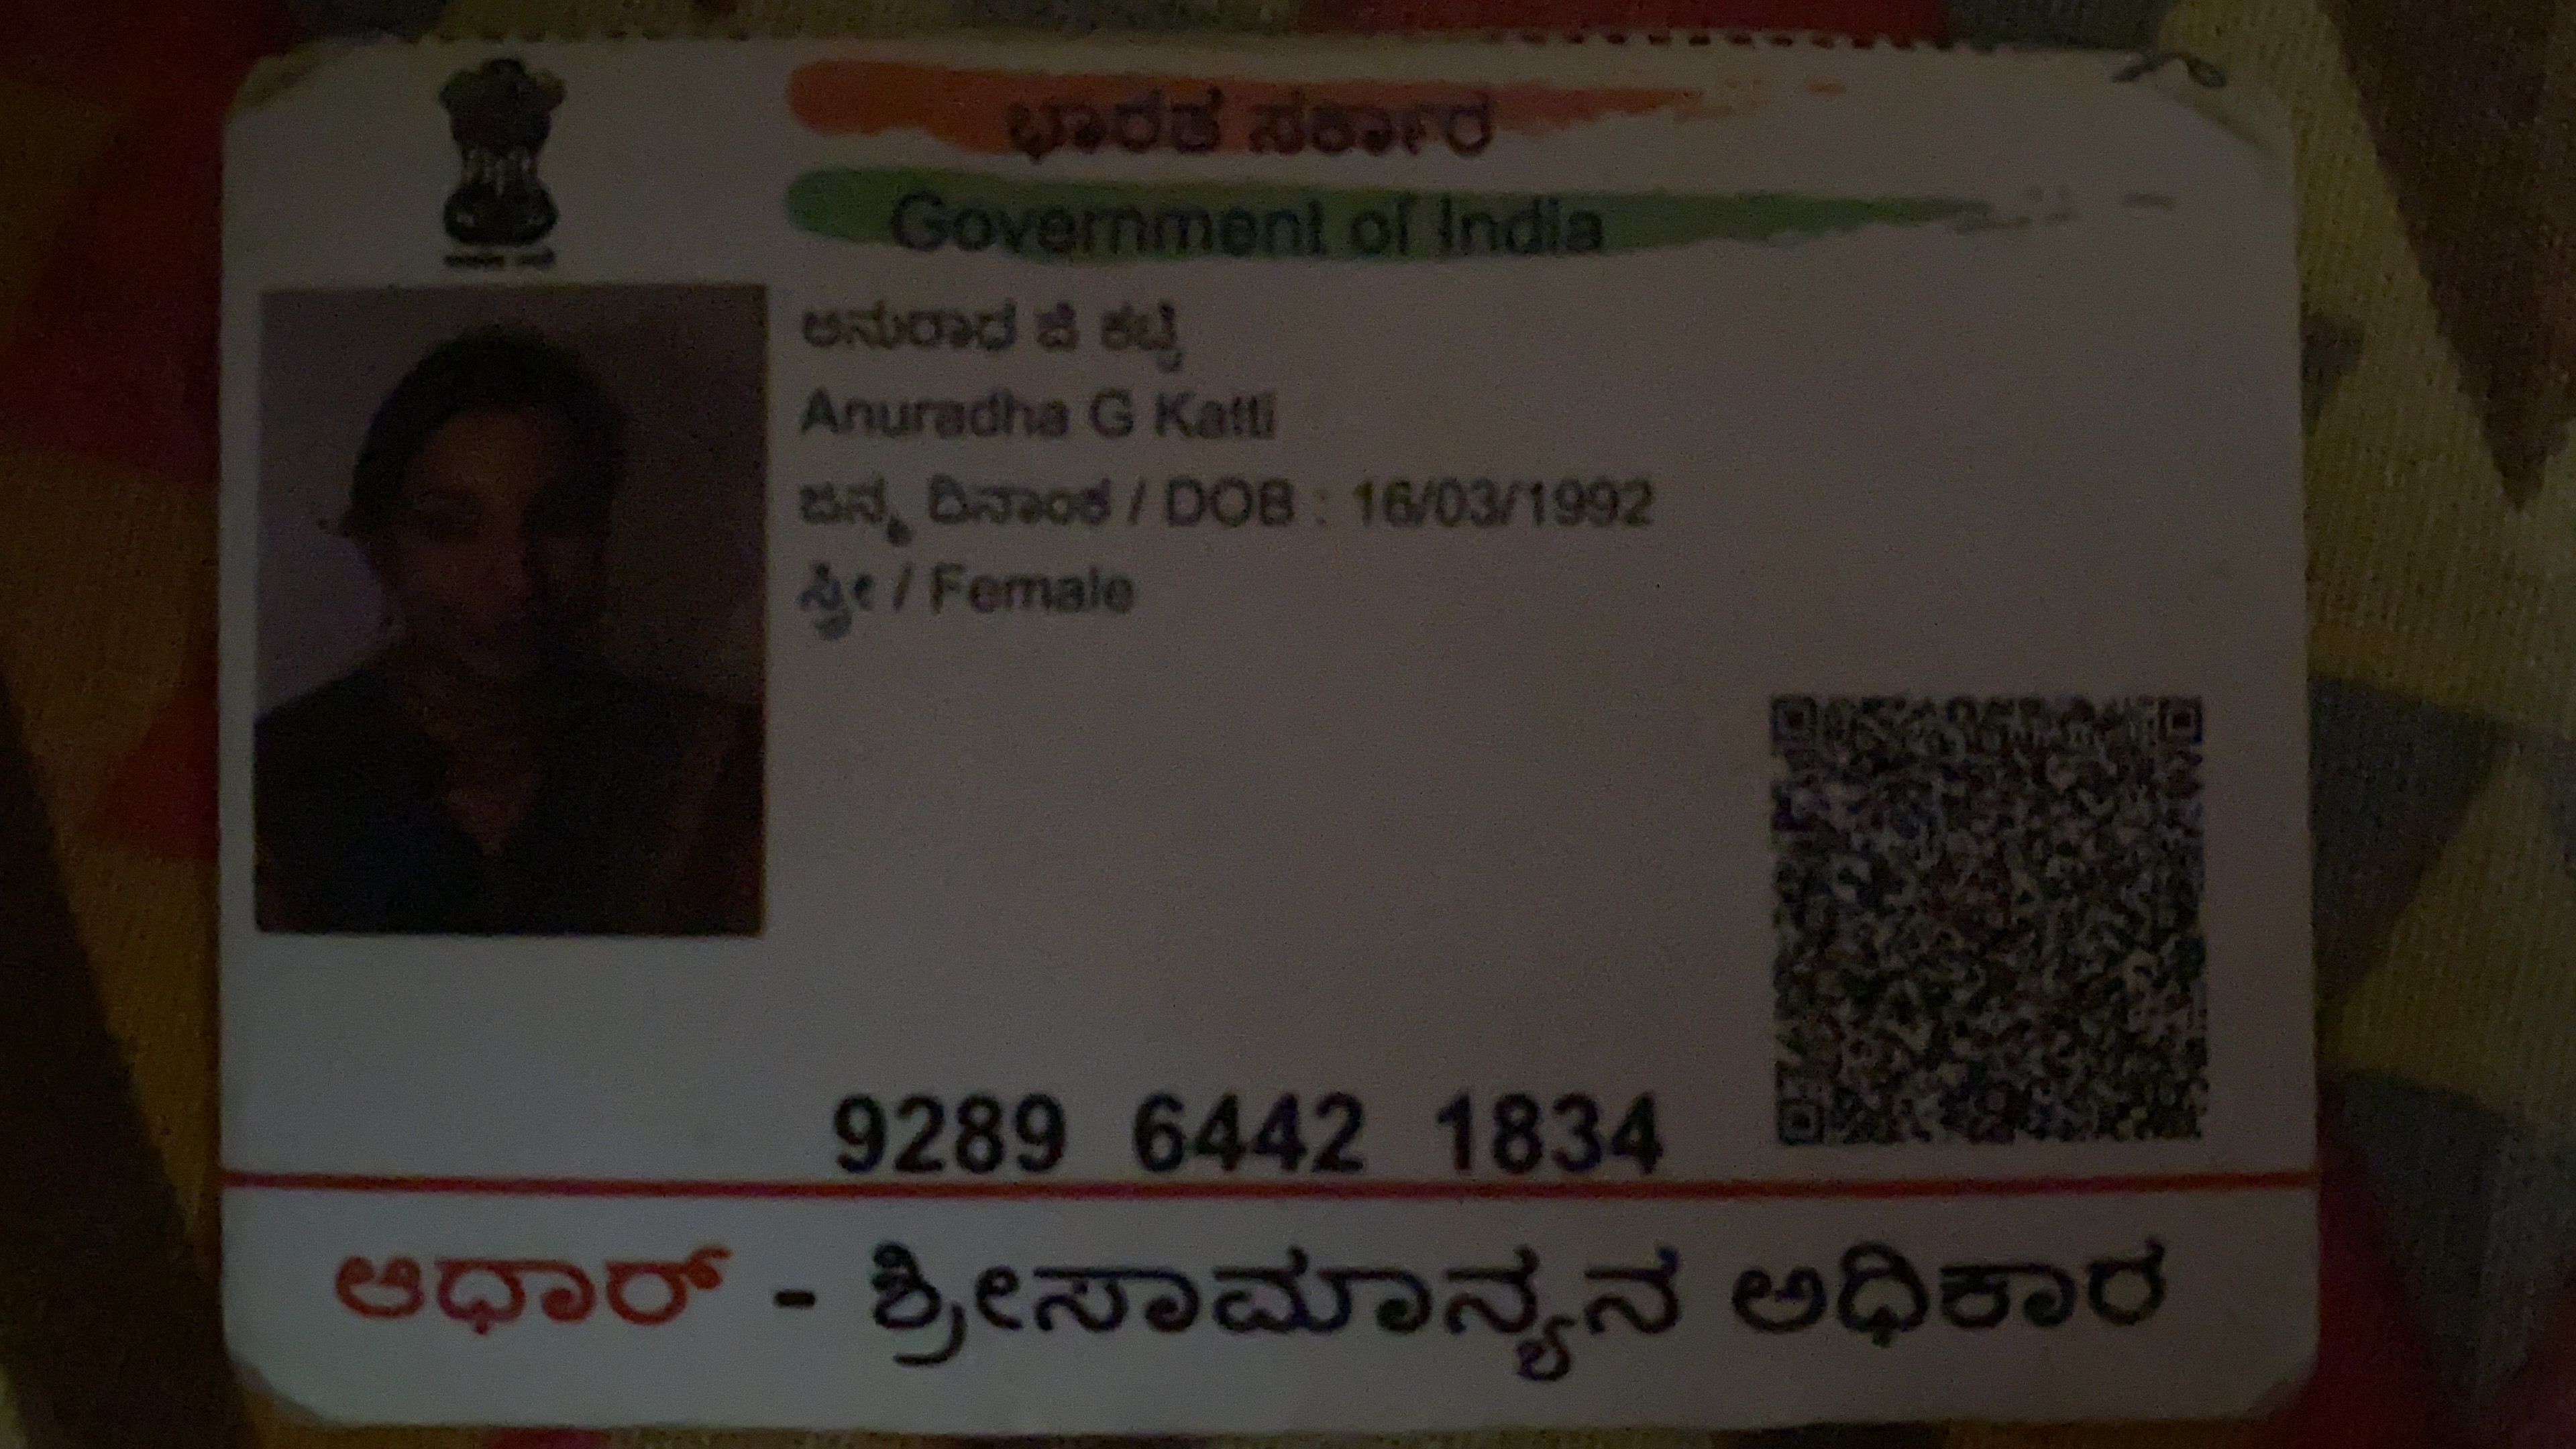 ಭಾರತ ಸರ್ಕಾರ
Government of India
ಅನುರಾಧ ಜಿ ಕಟ್ಟಿ
Anuradha G Katti
ಜನ್ಮ ದಿನಾಂಕ / DOB : 16/03/1992
ಸ್ತ್ರೀ / Female
9289 6442 1834
ಆಧಾರ್ - ಶ್ರೀಸಾಮಾನ್ಯನ ಅಧಿಕಾರ